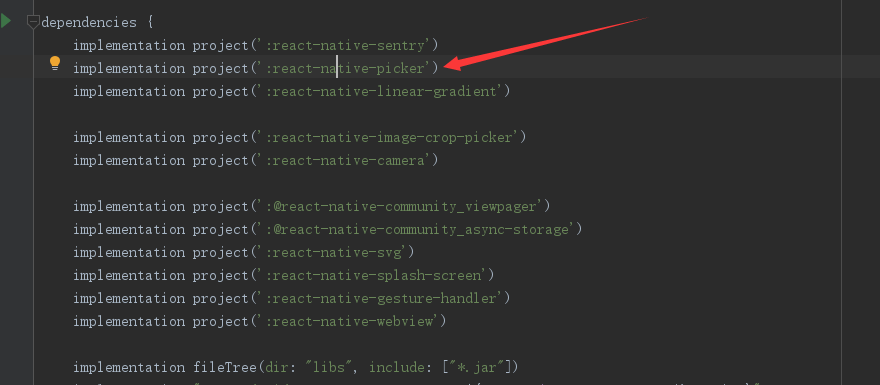 dependencies {
implementation project(':react-native-sentry')
implementation project(':react-native-picker')
implementation project(':react-native-linear-gradient')
implementation project(':react-native-image-crop-picker')
implementation project(':react-native-camera')
implementation project(':@react-native-community_viewpager')
implementation project(':@react-native-community_async-storage')
implementation project(':react-native-svg')
implementation project(':react-native-splash-screen')
implementation project(':react-native-gesture-handler')
implementation project(':react-native-webview')
implementation fileTree(dir: "libs", include: ["*.jar"])